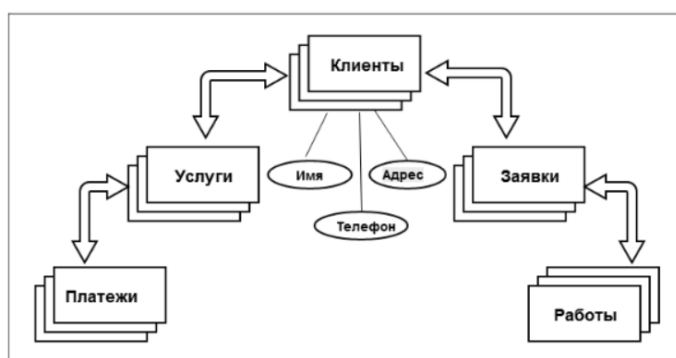 Клиенты
Услуги
Имя
Адрес
Заявки
Телефон
Платежи
Работы